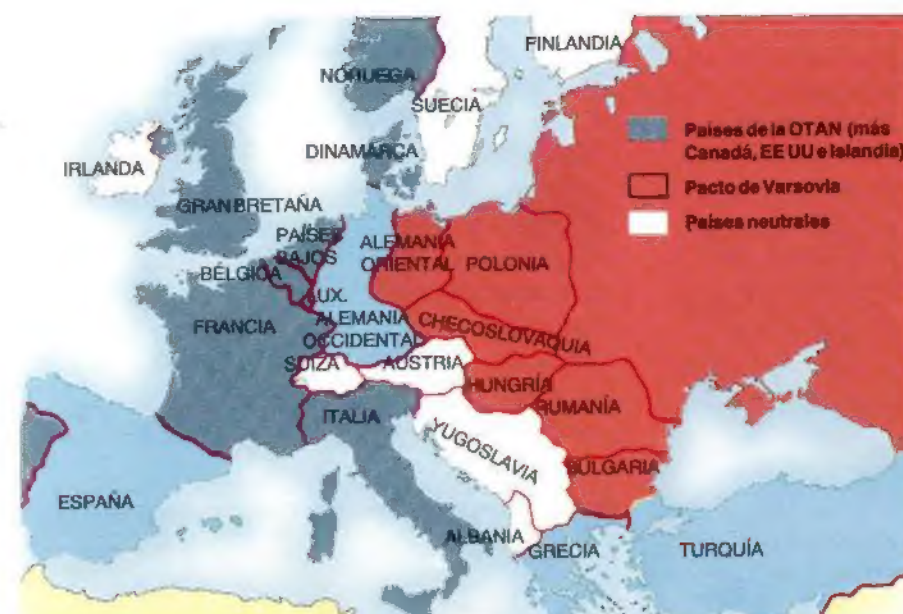 FINLANDIA
NORUEGA
SUECIA
IRLANDA
DINAMARCA
GRAN BRETAÑA
PAÍSES
BAJOS
BÉLGICA
LUX.
ALEMANIA
ORIENTAL
POLONIA
FRANCIA
ALEMANIA
OCCIDENTAL
CHECOSLOVAQUIA
SUIZA
AUSTRIA
HUNGRÍA
RUMANÍA
ITALIA
YUGOSLAVIA
BULGARIA
ESPAÑA
ALBANIA
GRECIA
TURQUÍA
Países de la OTAN (más
Canadá, EE UU e Islandia)
Pacto de Varsovia
Países neutrales